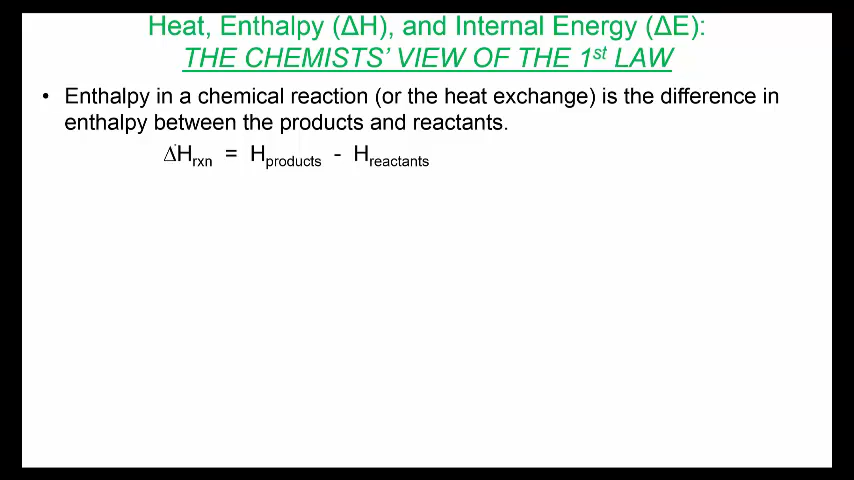 Heat, Enthalpy (ΔH), and Internal Energy (ΔE):
THE CHEMISTS' VIEW OF THE 1st LAW
• Enthalpy in a chemical reaction (or the heat exchange) is the difference in
enthalpy between the products and reactants.
ΔHrxn = Hproducts - Hreactants